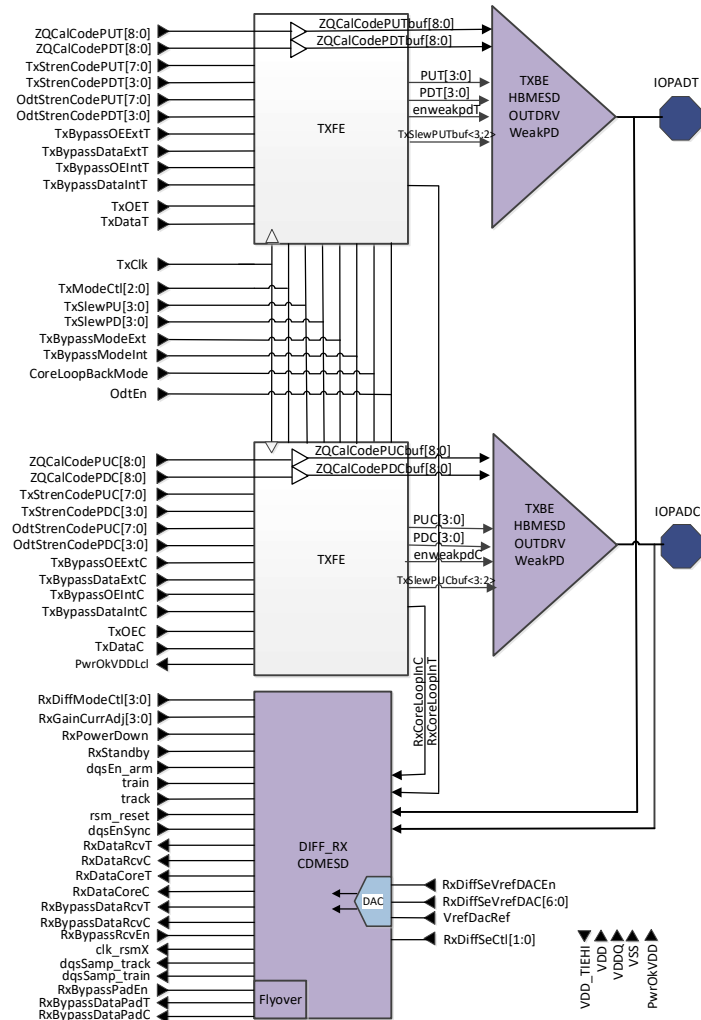 ZQCalCodePUT[8:0]
ZQCalCodePDT[8:0]
TxStrenCodePUT[7:0]
TxStrenCodePDT[3:0]
OdtStrenCodePUT[7:0]
OdtStrenCodePDT[3:0]
TxBypassOEExtT
TxBypassDataExtT
TxBypassOEIntT
TxBypassDataIntT
TxOET
TxDataT
ZQCalCodePUTbuf[8:0]
ZQCalCodePDTbuf[8:0]
TXFE
PUT[3:0]
PDT[3:0]
enweakpdT
TxSlewPUTbuf<3:2>
TXBE
HBMESD
OUTDRV
WeakPD
IOPADT
TxClk
TxModeCtl[2:0]
TxSlewPU[3:0]
TxSlewPD[3:0]
TxBypassModeExt
TxBypassModeInt
CoreLoopBackMode
OdtEn
ZQCalCodePUC[8:0]
ZQCalCodePDC[8:0]
TxStrenCodePUC[7:0]
TxStrenCodePDC[3:0]
OdtStrenCodePUC[7:0]
OdtStrenCodePDC[3:0]
TxBypassOEExtC
TxBypassDataExtC
TxBypassOEIntC
TxBypassDataIntC
TxOEC
TxDataC
PwrOkVDDLcl
ZQCalCodePUCbuf[8:0]
ZQCalCodePDCbuf[8:0]
TXFE
PUC[3:0]
PDC[3:0]
enweakpdC
TxSlewPUCbuf<3:2>
TXBE
HBMESD
OUTDRV
WeakPD
IOPADC
RxCoreLoopInC
RxCoreLoopInT
RxDiffModeCtl[3:0]
RxGainCurrAdj[3:0]
RxPowerDown
RxStandby
dqsEn_arm
train
track
rsm_reset
dqsEnSync
RxDataRcvT
RxDataRcvC
RxDataCoreT
RxDataCoreC
RxBypassDataRcvT
RxBypassDataRcvC
RxBypassRcvEn
clk_rsmX
dqsSamp_track
dqsSamp_train
RxBypassPadEn
RxBypassDataPadT
RxBypassDataPadC
DIFF_RX
CDMESD
DAC
Flyover
RxDiffSeVrefDACEn
RxDiffSeVrefDAC[6:0]
VrefDacRef
RxDiffSeCtl[1:0]
VDD_TIEHI
VDD
VDDQ
VSS
PwrOkVDD